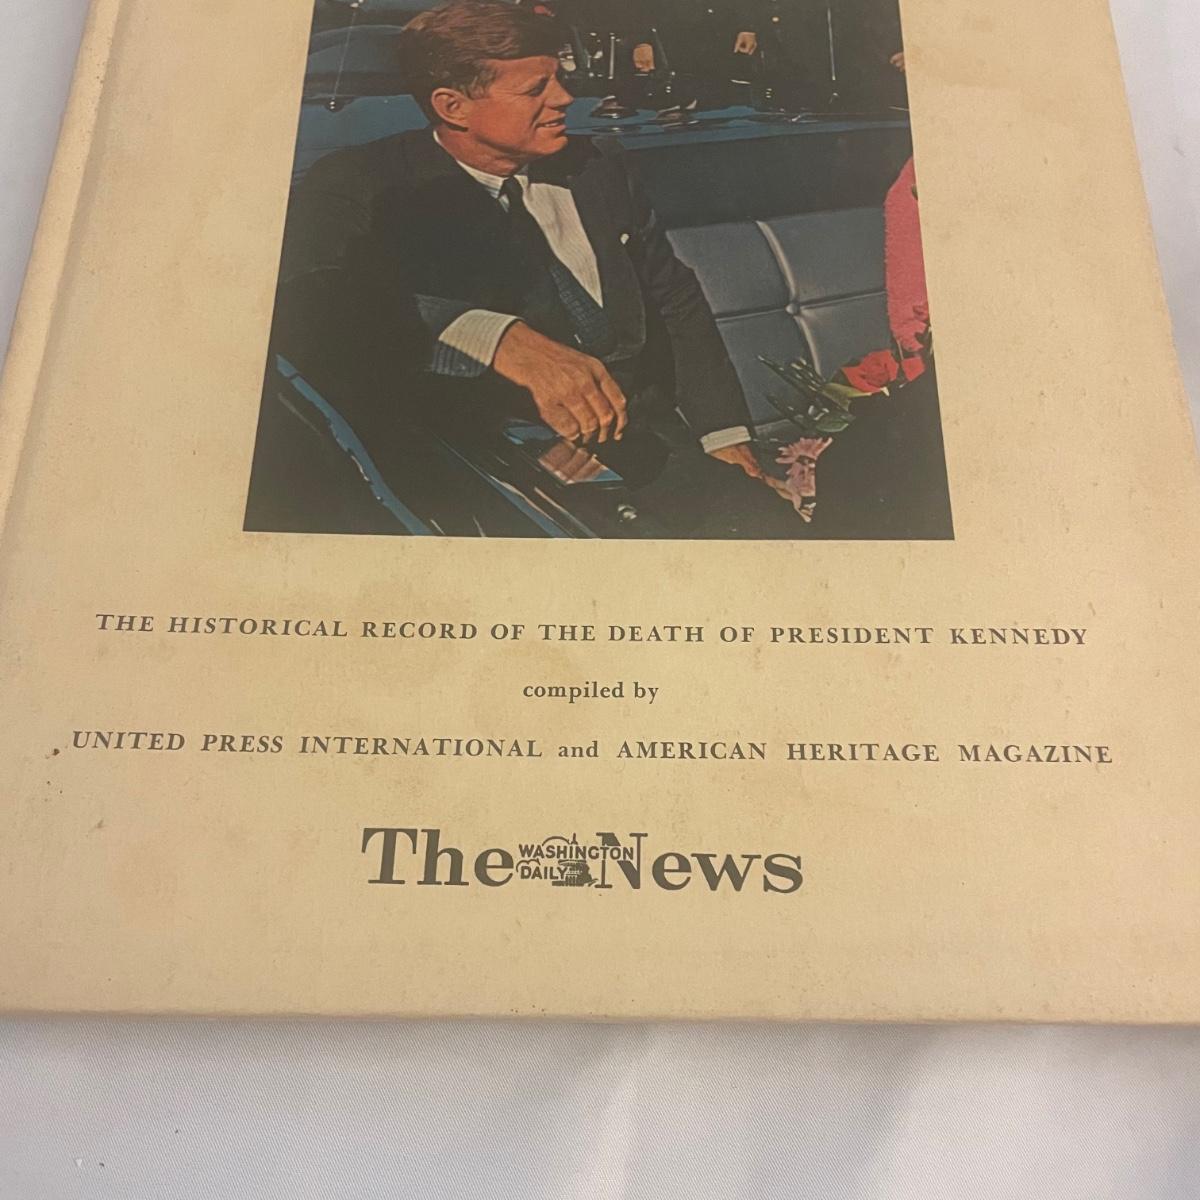 THE HISTORICAL RECORD OF THE DEATH OF PRESIDENT KENNEDY
compiled by
UNITED PRESS INTERNATIONAL and AMERICAN HERITAGE MAGAZINE
The WASHINGTON DAILY News